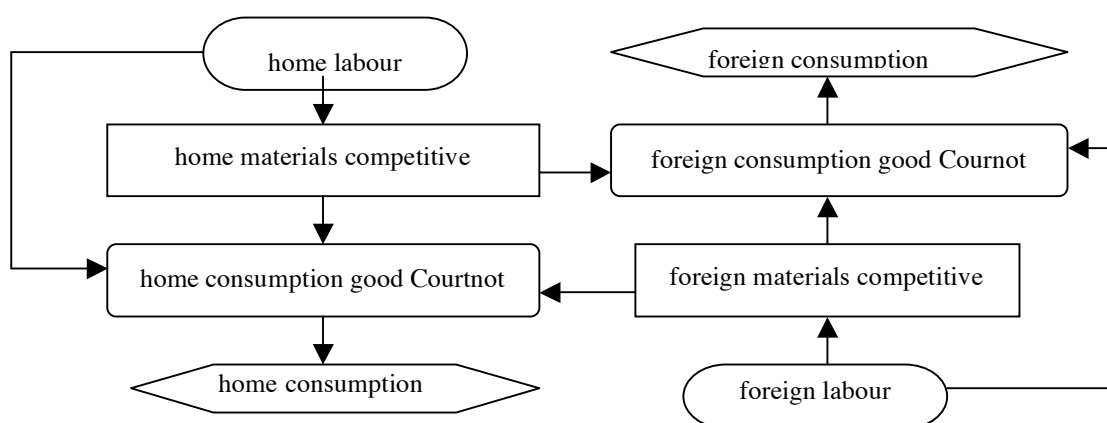 home labour
foreign consumption
home materials competitive
foreign consumption good Cournot
home consumption good Courtnot
foreign materials competitive
home consumption
foreign labour